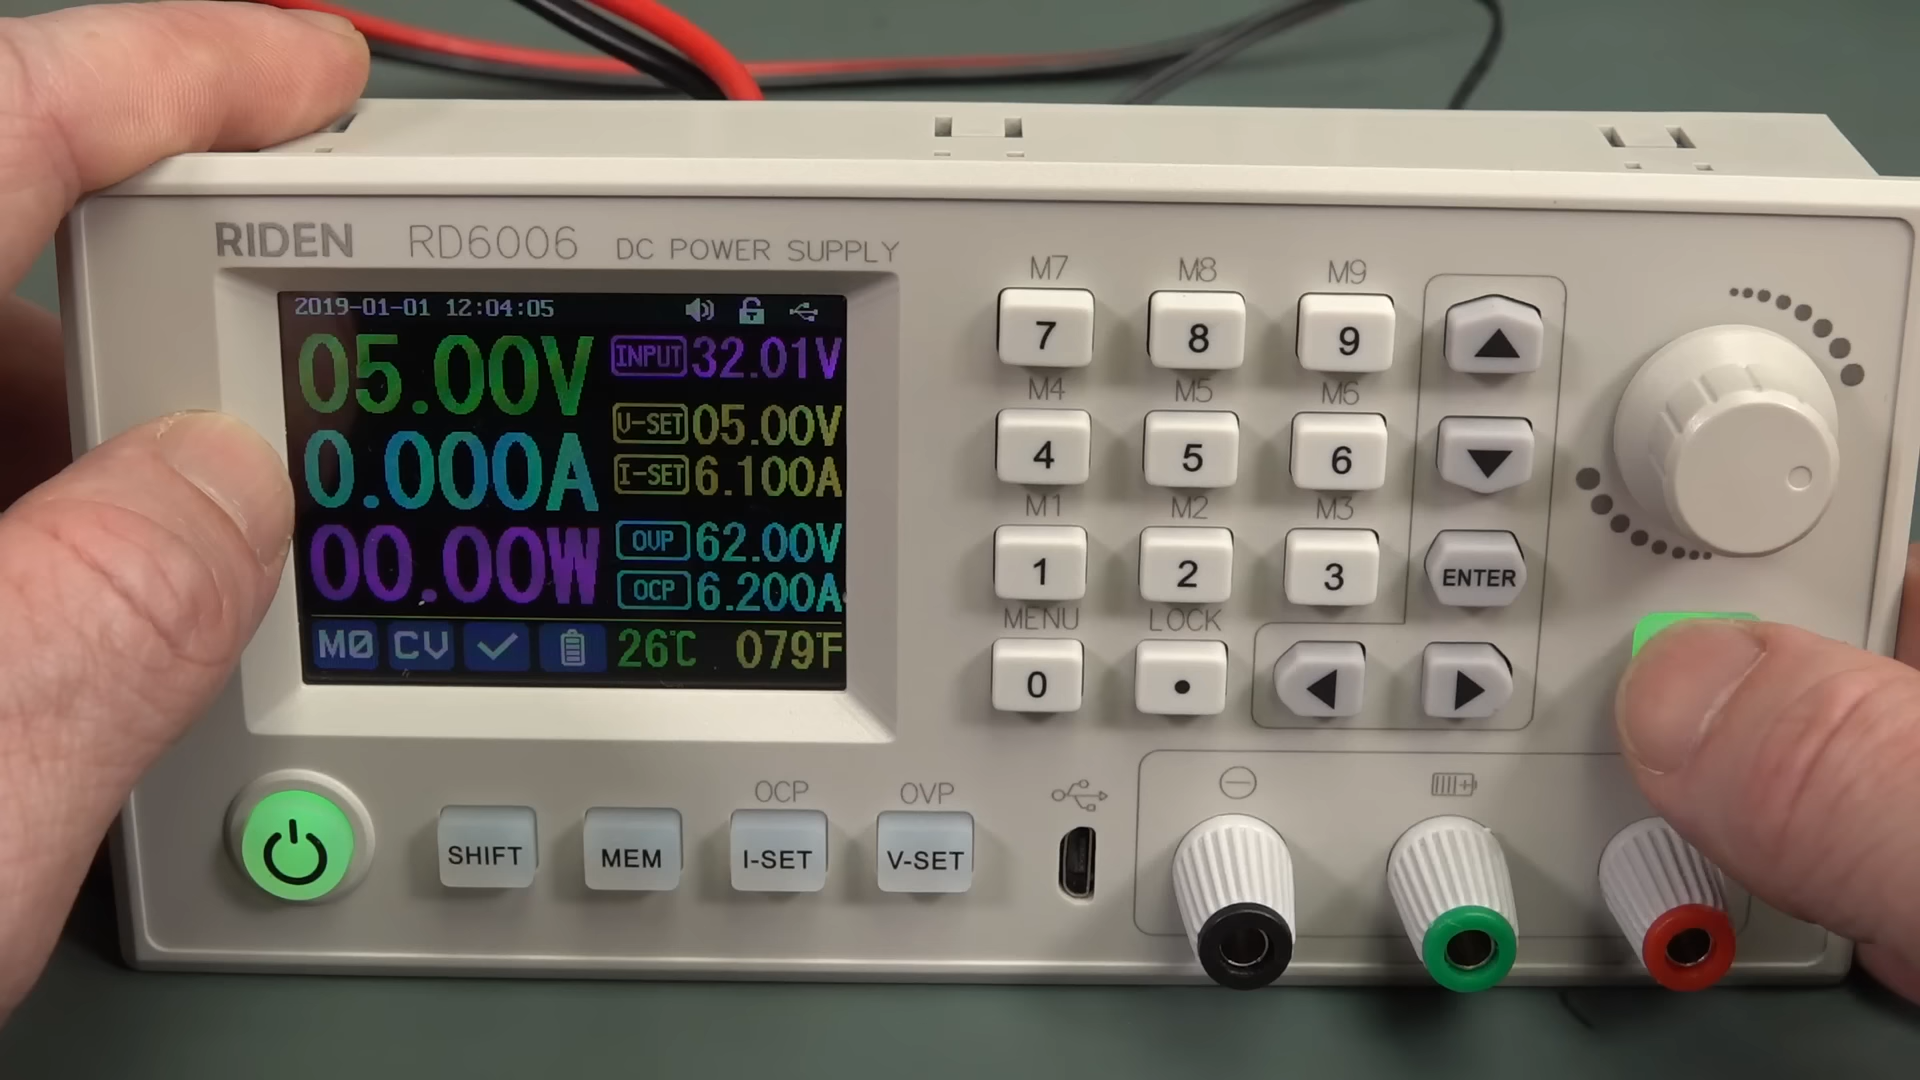 RIDEN RD6006 DC POWER SUPPLY
2019-01-01 12:04:05
05.00V
INPUT 32.01V
V-SET 05.00V
0.000A
I-SET 6.100A
00.00W
OVP 62.00V
OCP 6.200A
M0 CV 26°C 079°F
M7 M8 M9
7 8 9
M4 M5 M6
4 5 6
M1 M2 M3
1 2 3
ENTER
MENU LOCK
0 .
OCP OVP
SHIFT MEM I-SET V-SET